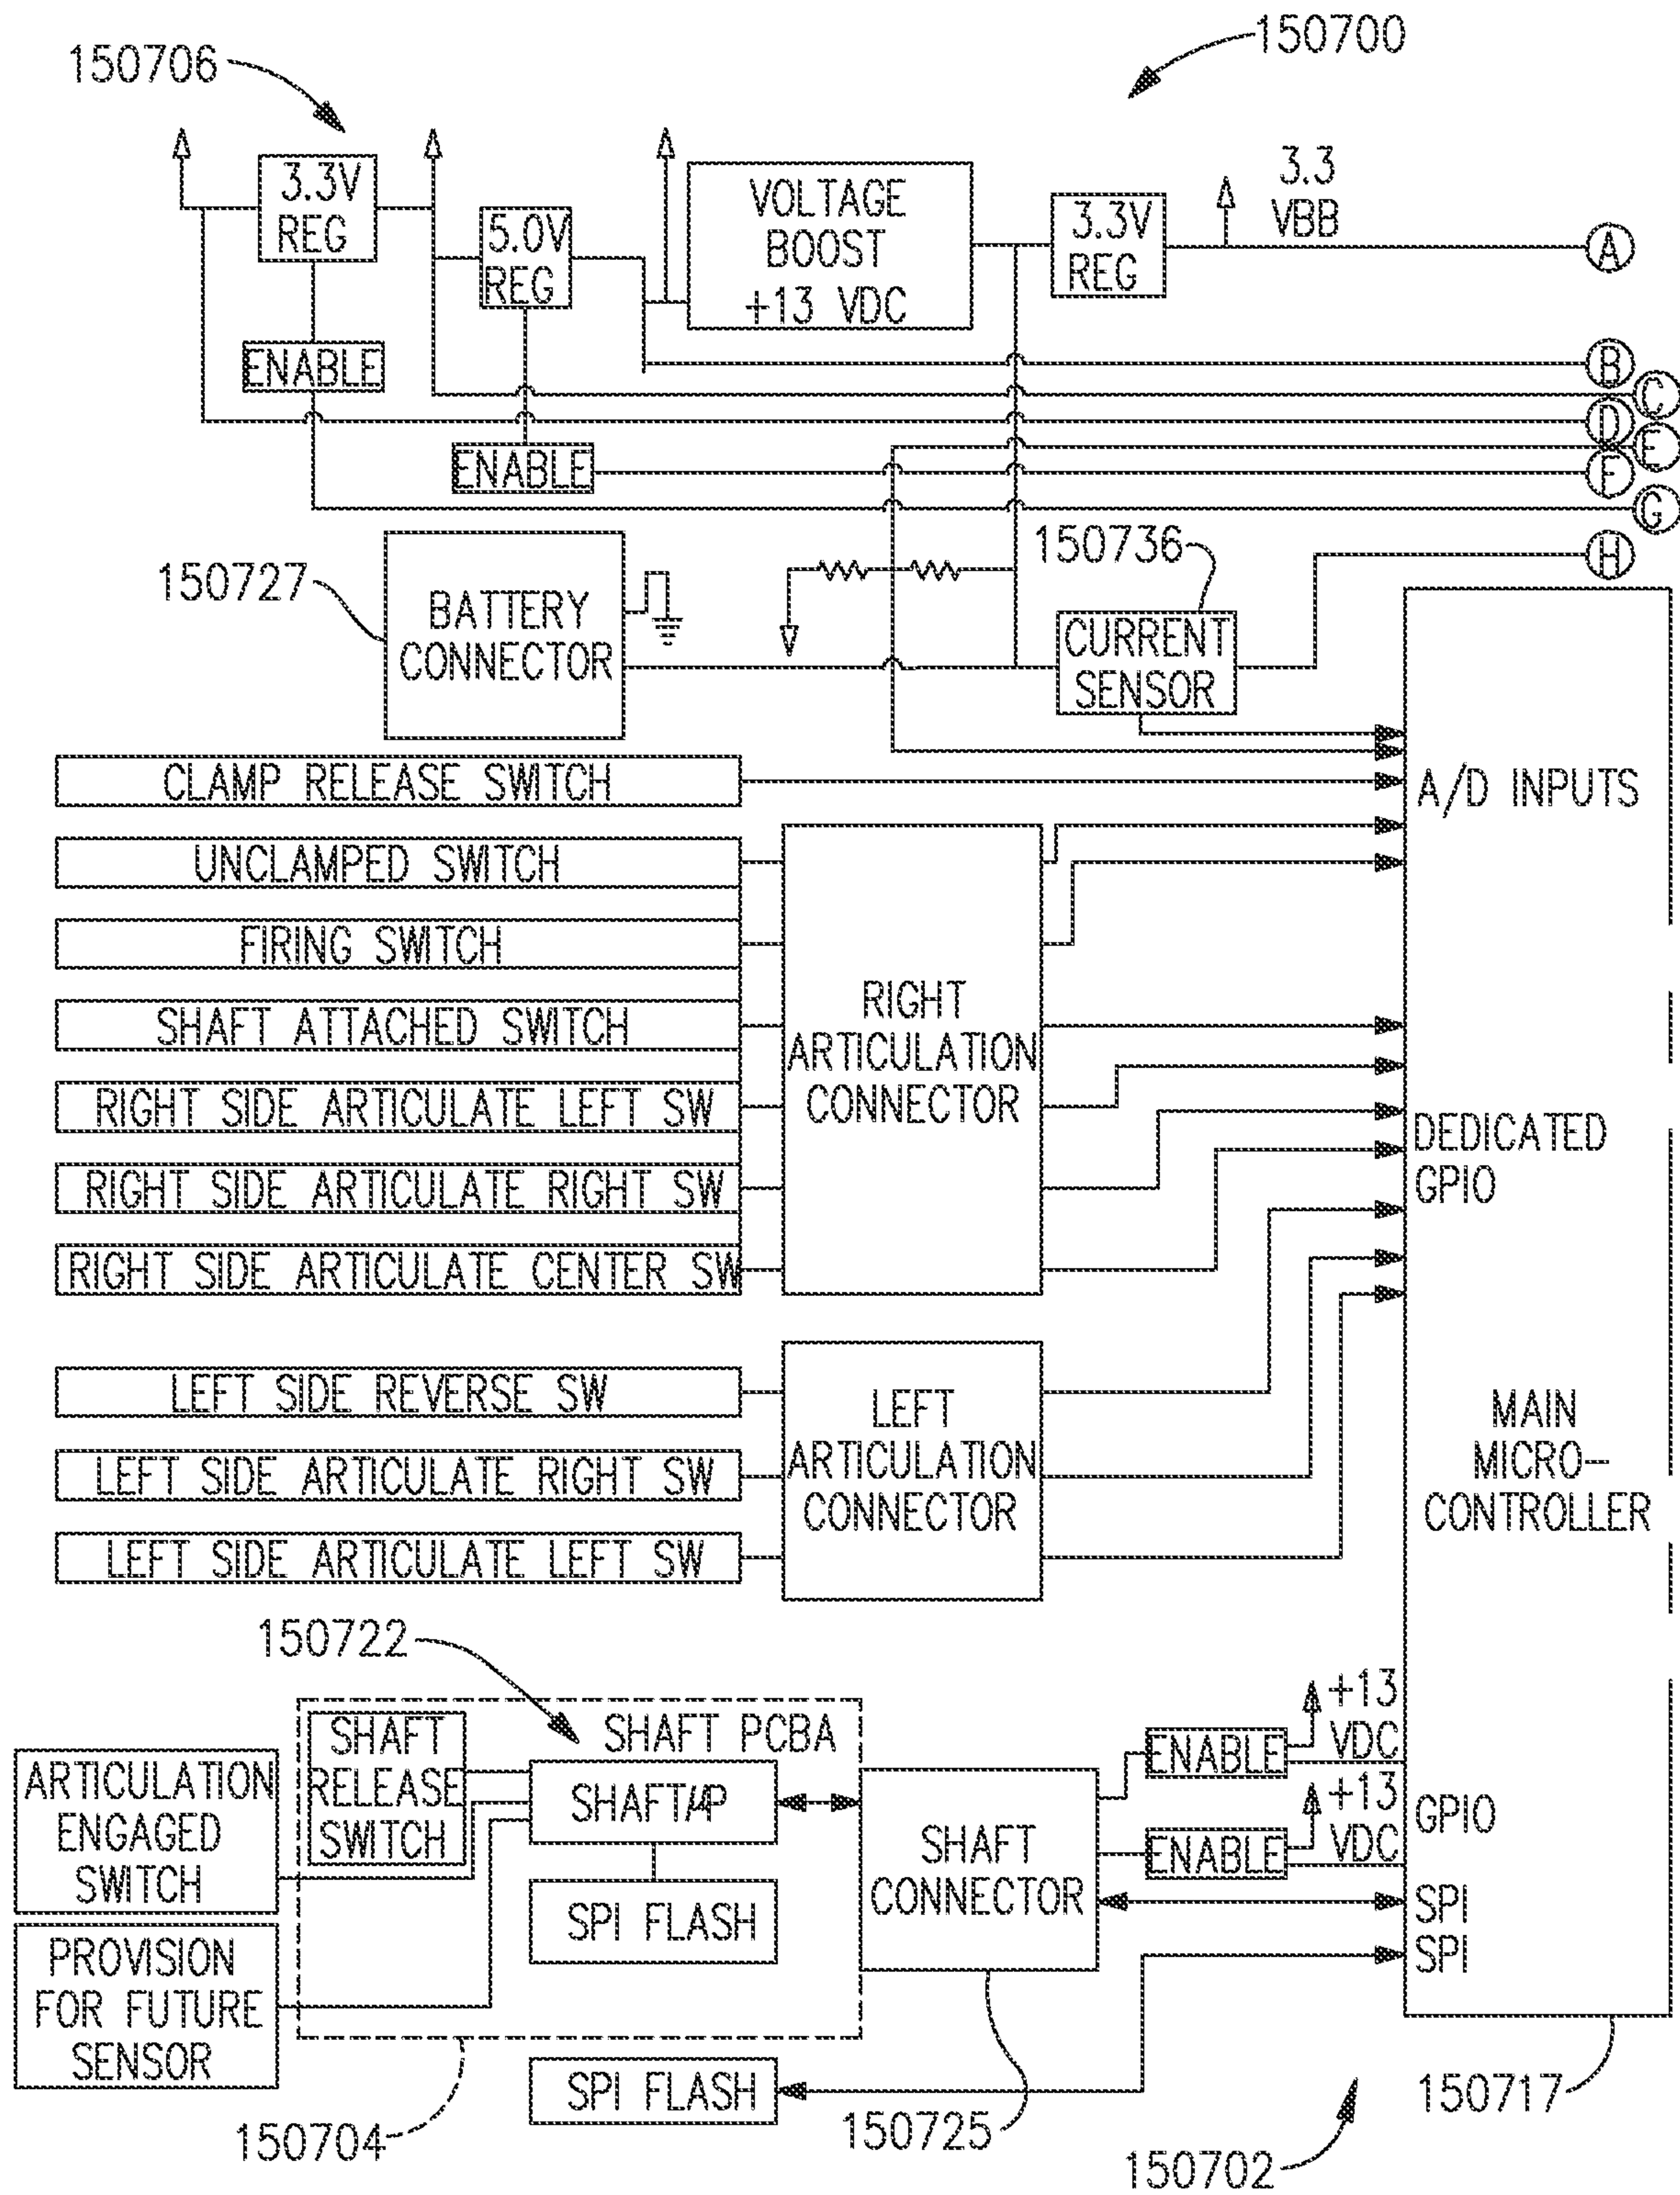 150700
150706
3.3V
REG
5.0V
REG
VOLTAGE
BOOST
+13 VDC
3.3V
REG
3.3
VBB
A
ENABLE
B
C
D
E
ENABLE
F
G
150727
BATTERY
CONNECTOR
150736
H
CURRENT
SENSOR
CLAMP RELEASE SWITCH
A/D INPUTS
UNCLAMPED SWITCH
FIRING SWITCH
SHAFT ATTACHED SWITCH
RIGHT SIDE ARTICULATE LEFT SW
RIGHT SIDE ARTICULATE RIGHT SW
RIGHT SIDE ARTICULATE CENTER SW
RIGHT
ARTICULATION
CONNECTOR
DEDICATED
GPIO
LEFT SIDE REVERSE SW
LEFT SIDE ARTICULATE RIGHT SW
LEFT SIDE ARTICULATE LEFT SW
LEFT
ARTICULATION
CONNECTOR
MAIN
MICRO-
CONTROLLER
150722
SHAFT PCBA
SHAFT
RELEASE
SWITCH
ARTICULATION
ENGAGED
SWITCH
SHAFT/μP
SPI FLASH
PROVISION
FOR FUTURE
SENSOR
SHAFT
CONNECTOR
ENABLE
+13
VDC
ENABLE
+13
VDC
GPIO
SPI
SPI
SPI FLASH
150704
150725
150702
150717